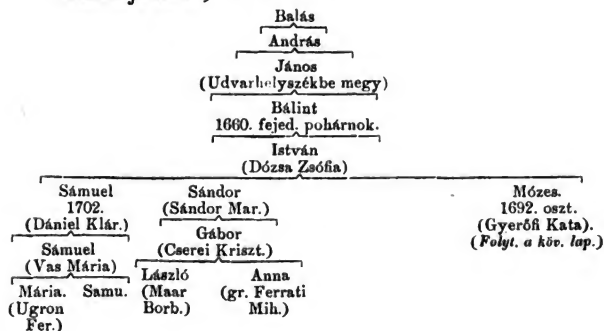 Balás
András
János
(Udvarhelyszékbe megy)
Bálint
1660. fejed. pohárnok.
István
(Dózsa Zsófia)
Sámuel Sándor Mózes.
1702. (Sándor Mar.) 1692. oszt.
(Dániel Klár.) Gábor (Gyerőfi Kata).
Sámuel (Cserei Kriszt.) (Folyt. a köv. lap.)
(Vas Mária) László Anna
Mária. Samu. (Maar (gr. Ferrati
(Ugron Borb.) Mih.)
Fer.)